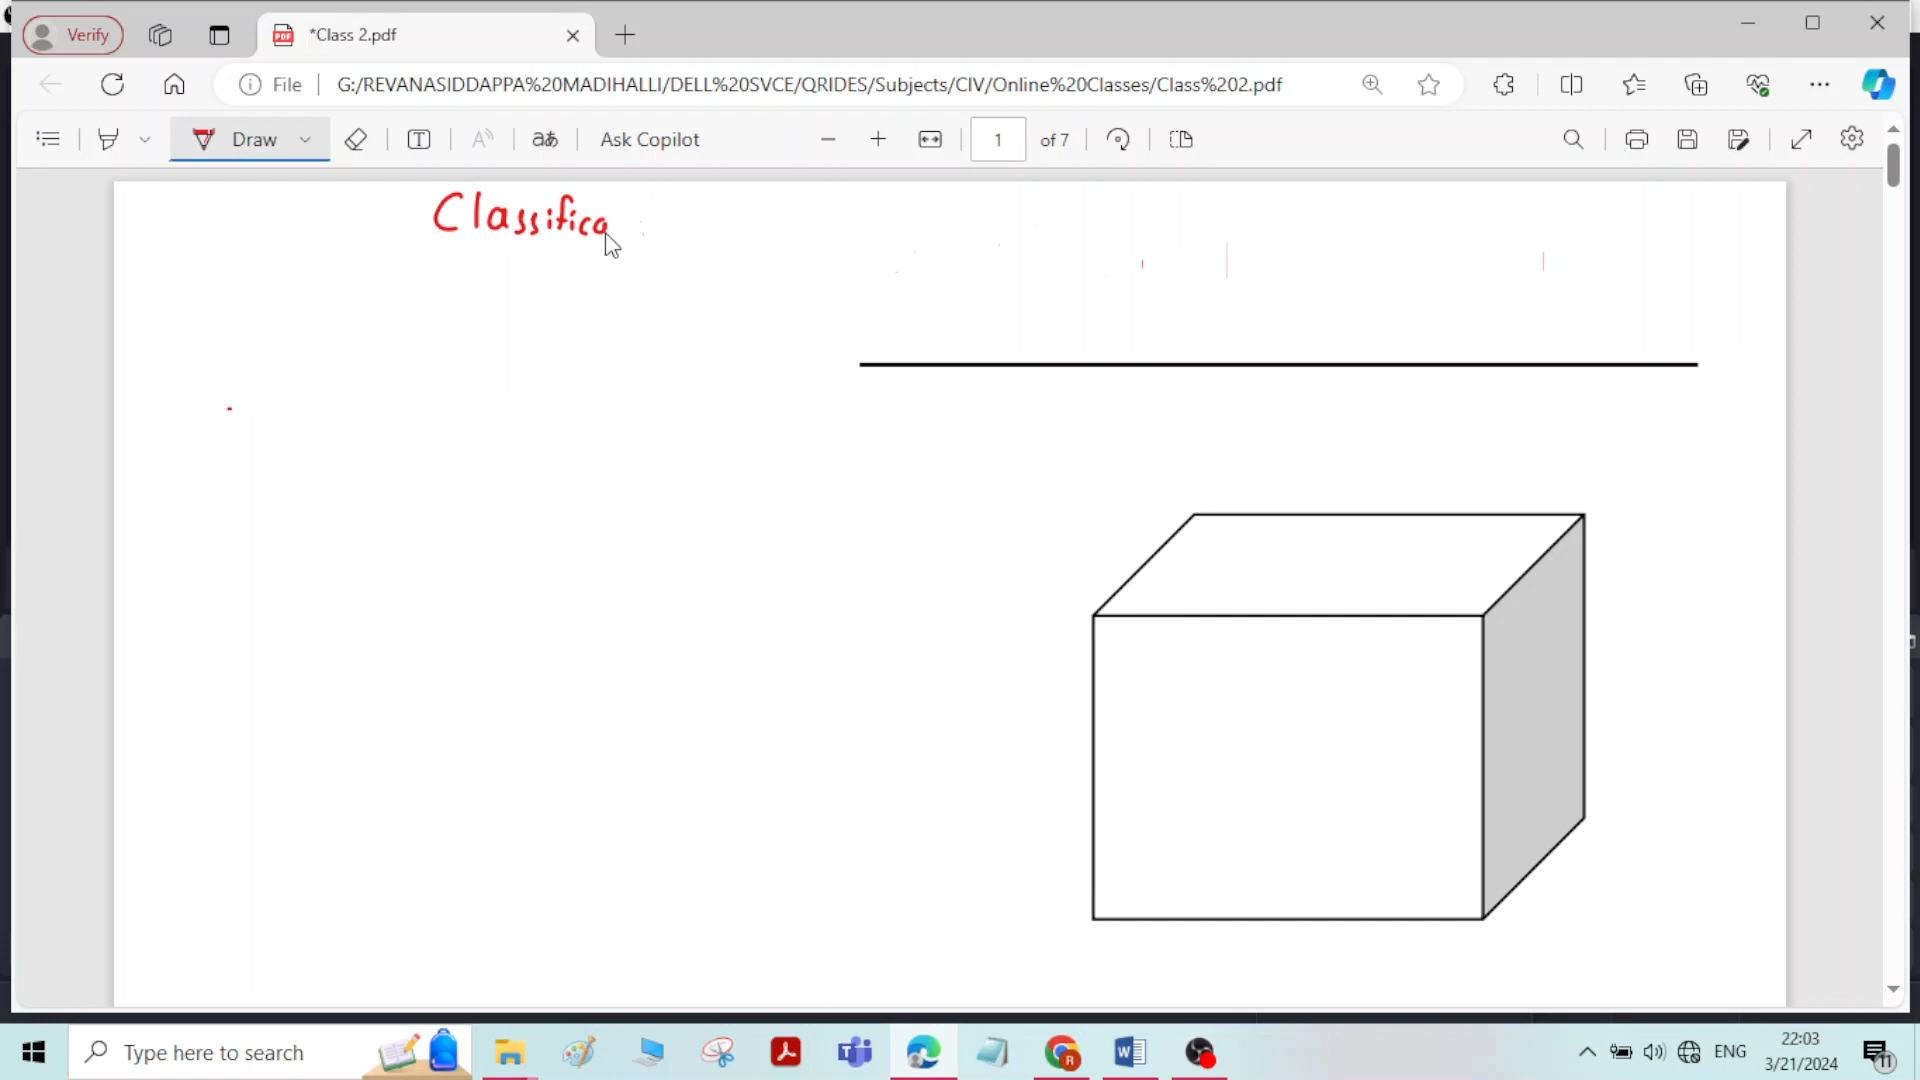 Verify
*Class 2.pdf
File
G:/REVANASIDDAPPA%20MADIHALLI/DELL%20SVCE/QRIDES/Subjects/CIV/Online%20Classes/Class%202.pdf
Draw
Ask Copilot
1
of 7
Classifica
Type here to search
ENG
22:03
3/21/2024
11